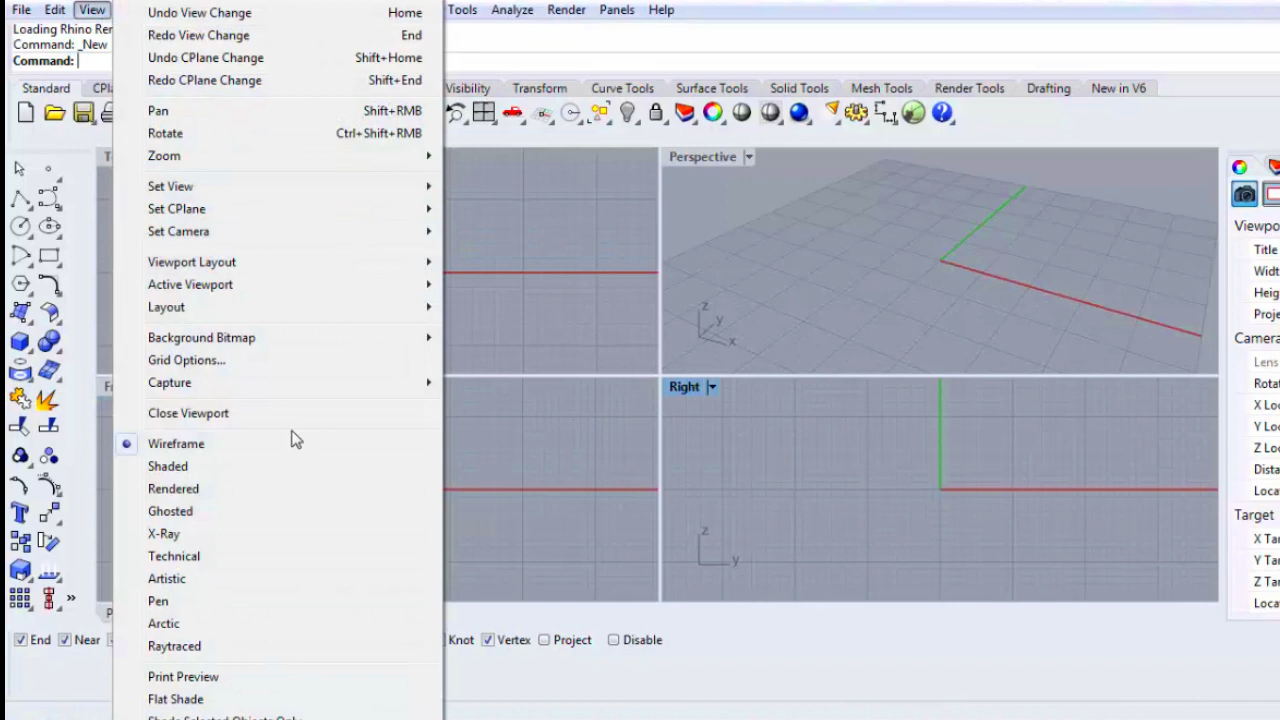 File Edit View Tools Analyze Render Panels Help
Loading Rhino Ren
Command: _New
Command:
Undo View Change Home
Redo View Change End
Undo CPlane Change Shift+Home
Redo CPlane Change Shift+End
Pan Shift+RMB
Rotate Ctrl+Shift+RMB
Zoom
Set View
Set CPlane
Set Camera
Viewport Layout
Active Viewport
Layout
Background Bitmap
Grid Options...
Capture
Close Viewport
Wireframe
Shaded
Rendered
Ghosted
X-Ray
Technical
Artistic
Pen
Arctic
Raytraced
Print Preview
Flat Shade
Standard CPla Visibility Transform Curve Tools Surface Tools Solid Tools Mesh Tools Render Tools Drafting New in V6
Perspective
z
y
x
Right
z
y
Viewpo
Title
Widt
Heig
Proje
Camera
Lens
Rotat
X Loc
Y Loc
Z Loc
Dista
Locat
Target
X Tar
Y Tar
Z Tar
Locat
End Near Knot Vertex Project Disable